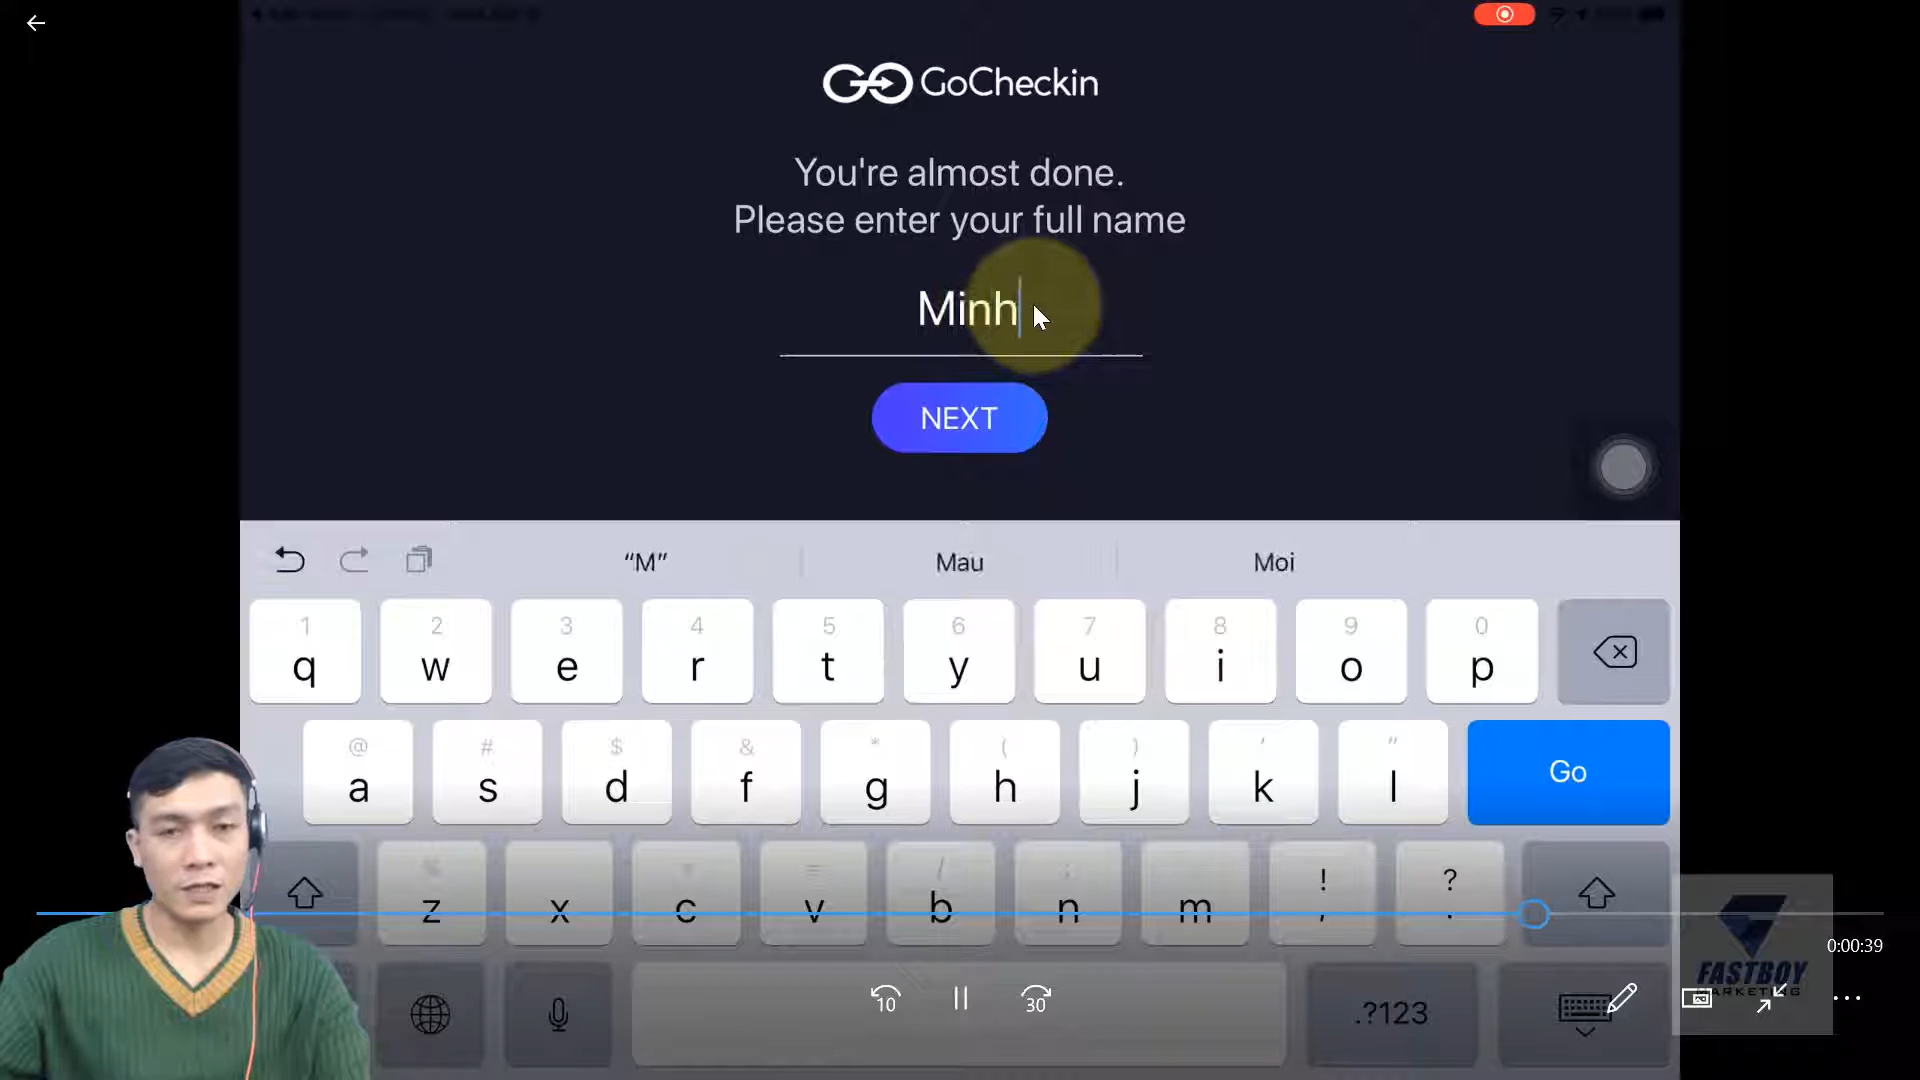 GoCheckin
You're almost done.
Please enter your full name
Minh
NEXT
“M” Mau Moi
1 2 3 4 5 6 7 8 9 0
q w e r t y u i o p
@ # $ & * ( ) ' "
a s d f g h j k l Go
! ?
z x c v b n m , .
0:00:39
FASTBOY
MARKETING
10 30
.?123